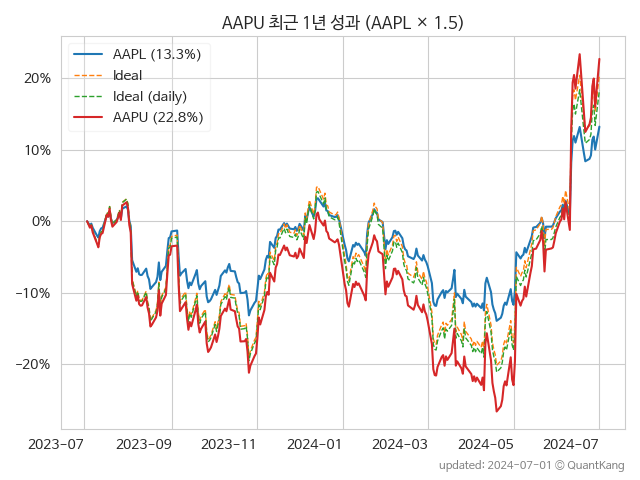 AAPU 최근 1년 성과 (AAPL × 1.5)
AAPL (13.3%)
Ideal
Ideal (daily)
AAPU (22.8%)
20%
10%
0%
−10%
−20%
2023-07 2023-09 2023-11 2024-01 2024-03 2024-05 2024-07
updated: 2024-07-01 © QuantKang